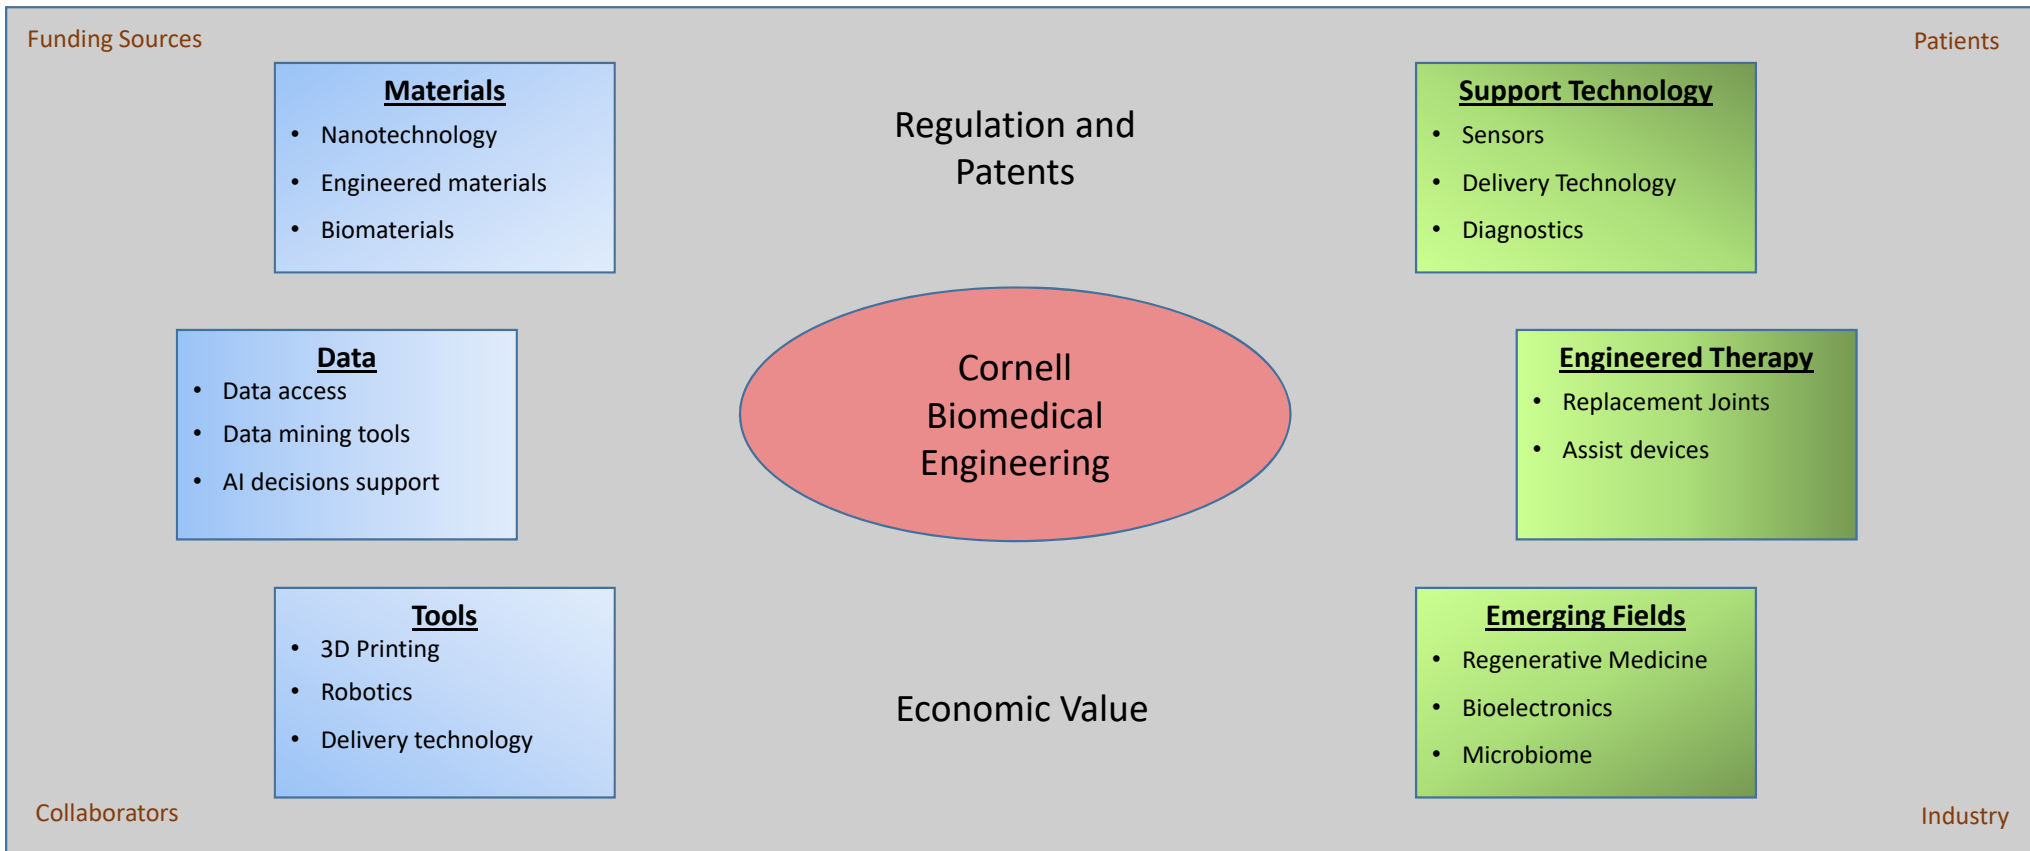 Funding Sources
Patients
Materials
• Nanotechnology
• Engineered materials
• Biomaterials
Regulation and
Patents
Support Technology
• Sensors
• Delivery Technology
• Diagnostics
Data
• Data access
• Data mining tools
• AI decisions support
Cornell
Biomedical
Engineering
Engineered Therapy
• Replacement Joints
• Assist devices
Tools
• 3D Printing
• Robotics
• Delivery technology
Economic Value
Emerging Fields
• Regenerative Medicine
• Bioelectronics
• Microbiome
Collaborators
Industry